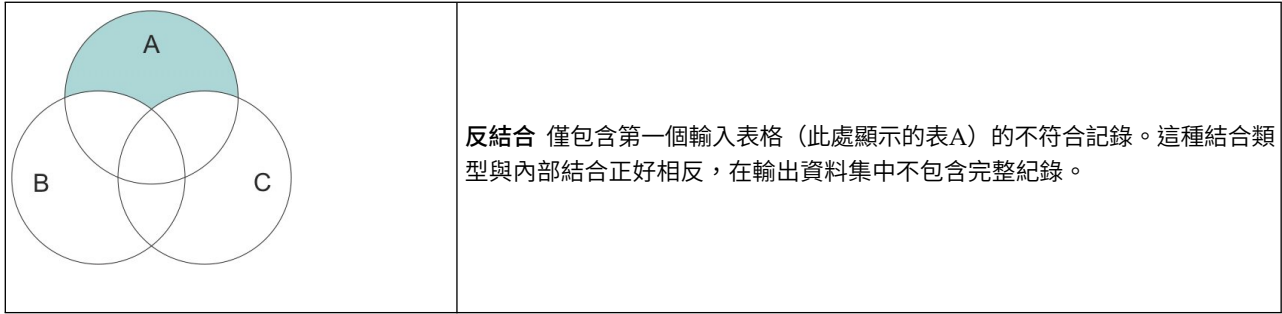 A
B
C
反結合 僅包含第一個輸入表格（此處顯示的表A）的不符合記錄。這種結合類
型與內部結合正好相反，在輸出資料集中不包含完整紀錄。